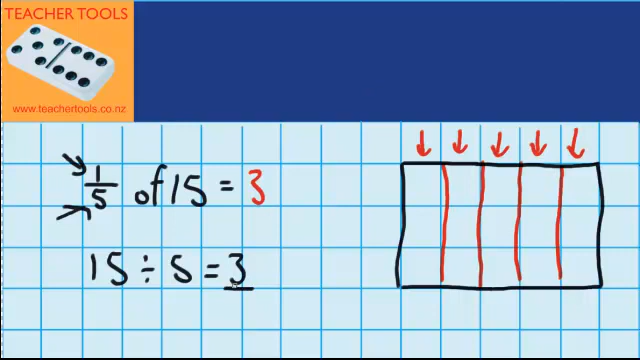 TEACHER TOOLS
www.teachertools.co.nz
1/5 of 15 = 3
15 ÷ 5 = 3